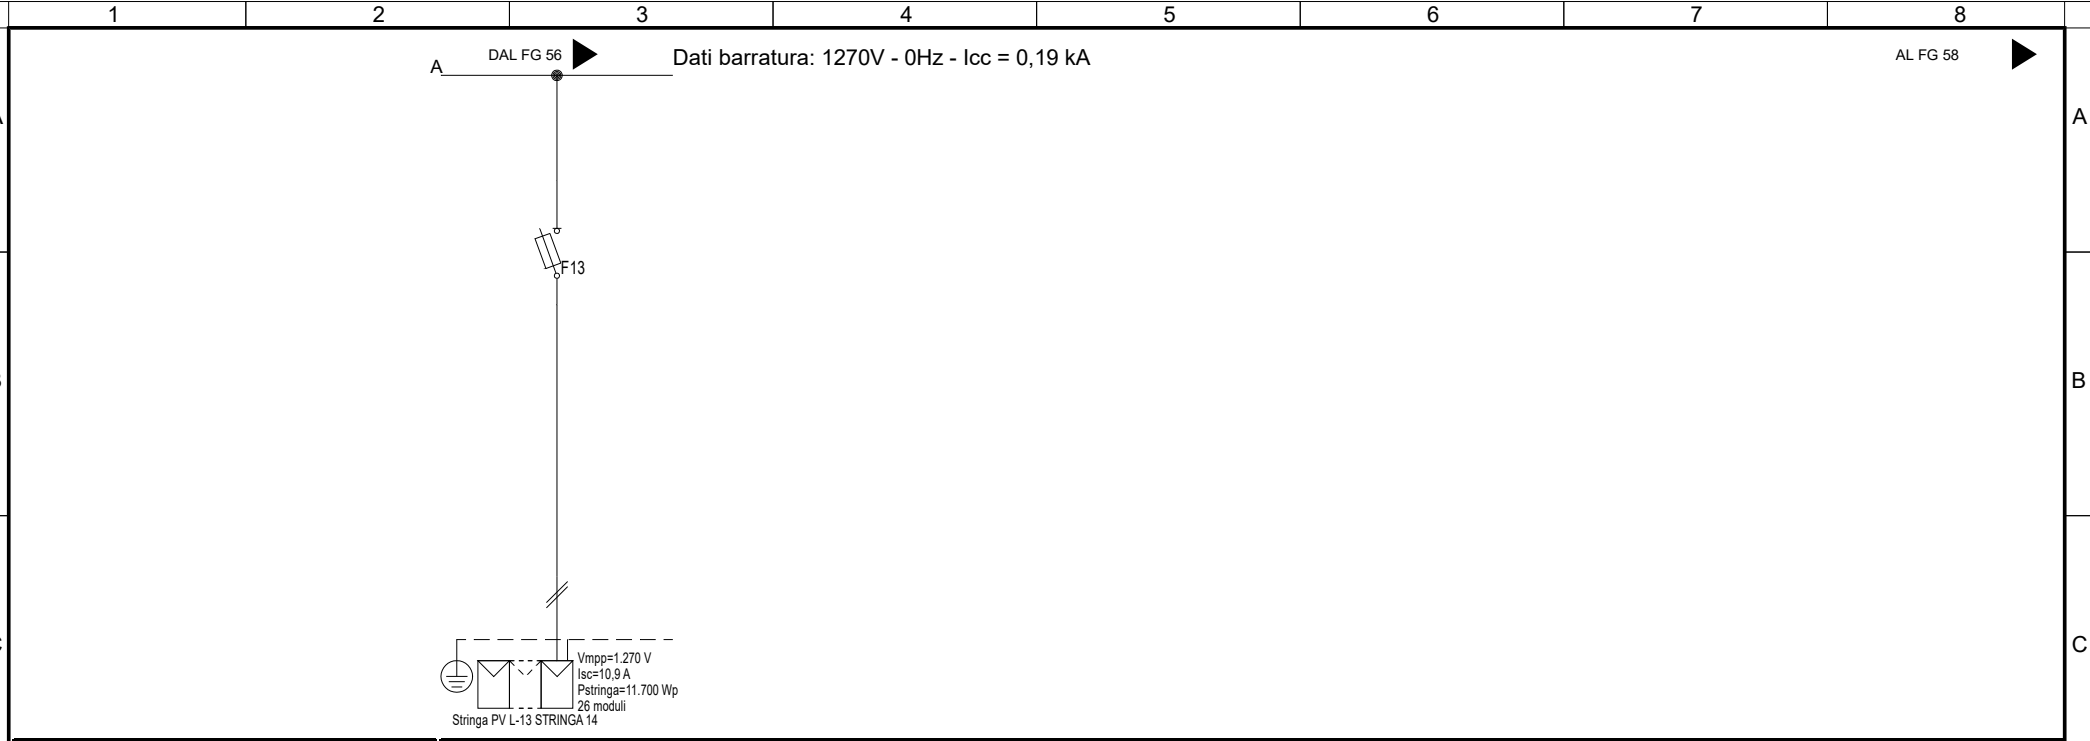 1 2 3 4 5 6 7 8
DAL FG 56
Dati barratura: 1270V - 0Hz - Icc = 0,19 kA
AL FG 58
A
A
F13
B
C
Vmpp=1.270 V
Isc=10,9 A
Pstringa=11.700 Wp
26 moduli
Stringa PV L-13 STRINGA 14